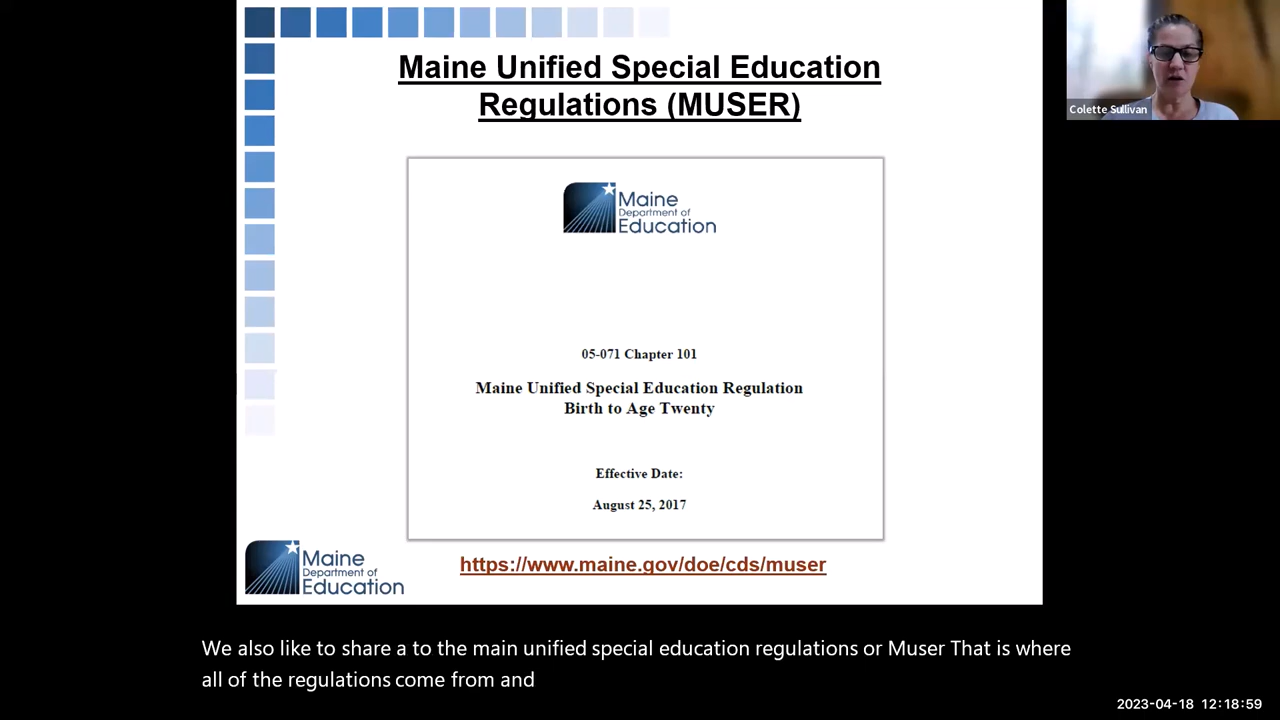 Maine Unified Special Education
Regulations (MUSER)
Colette Sullivan
Maine
Department of
Education
05-071 Chapter 101
Maine Unified Special Education Regulation
Birth to Age Twenty
Effective Date:
August 25, 2017
Maine
Department of
Education
https://www.maine.gov/doe/cds/muser
We also like to share a to the main unified special education regulations or Muser That is where
all of the regulations come from and
2023-04-18 12:18:59